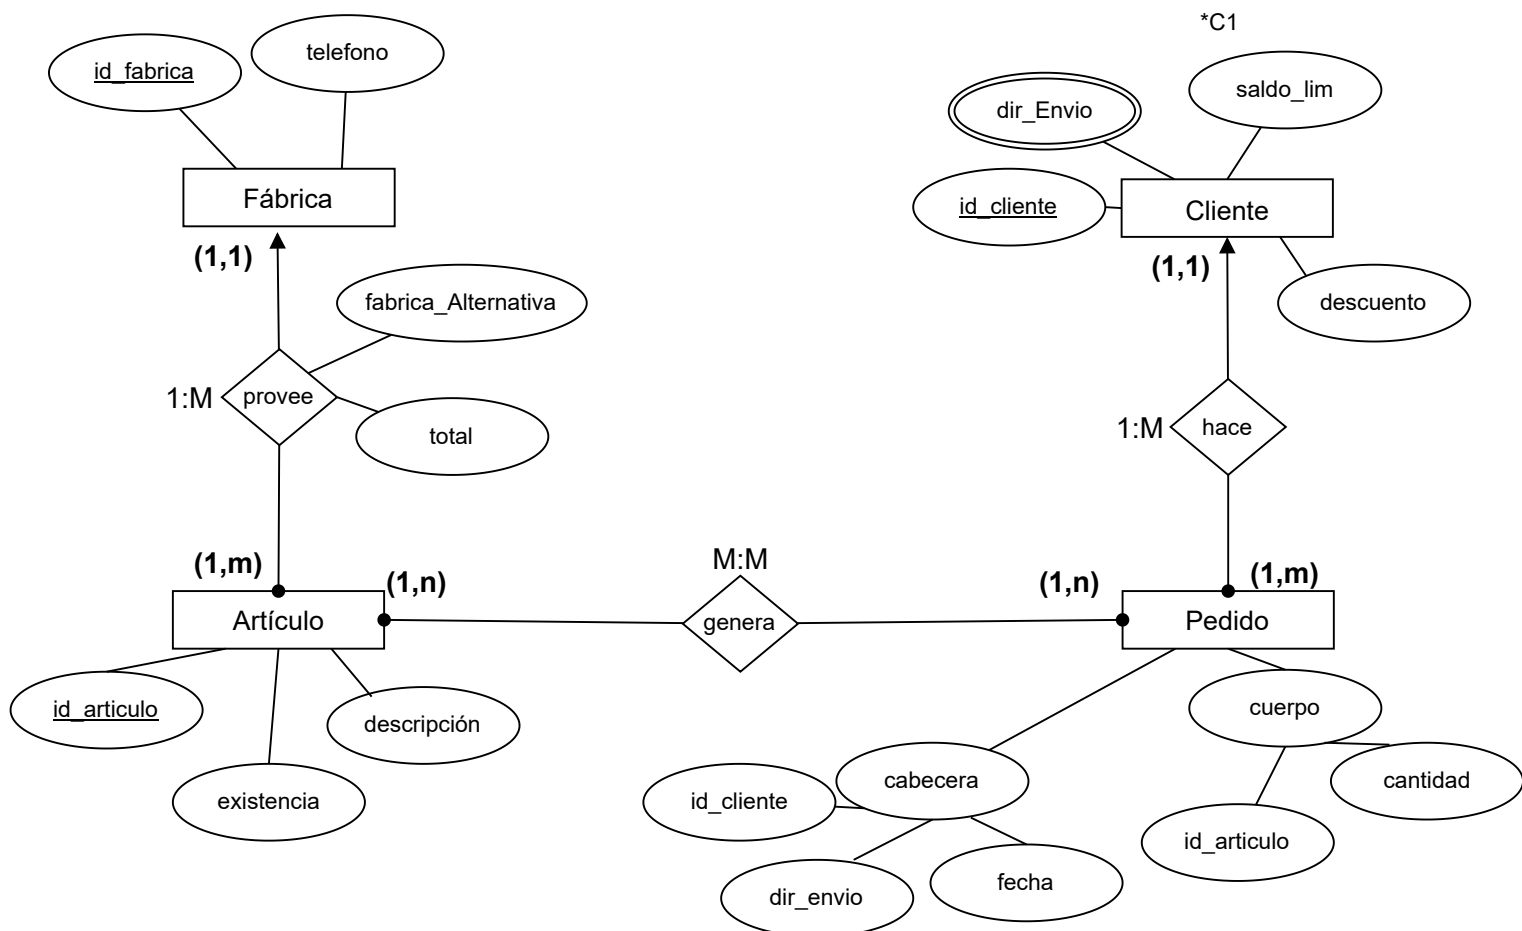 *C1
id_fabrica
telefono
dir_Envio
saldo_lim
Fábrica
id_cliente
Cliente
(1,1)
(1,1)
fabrica_Alternativa
descuento
1:M
provee
total
1:M
hace
(1,m)
(1,n)
M:M
(1,n)
(1,m)
Artículo
genera
Pedido
id_articulo
descripción
cuerpo
existencia
id_cliente
cabecera
cantidad
id_articulo
dir_envio
fecha